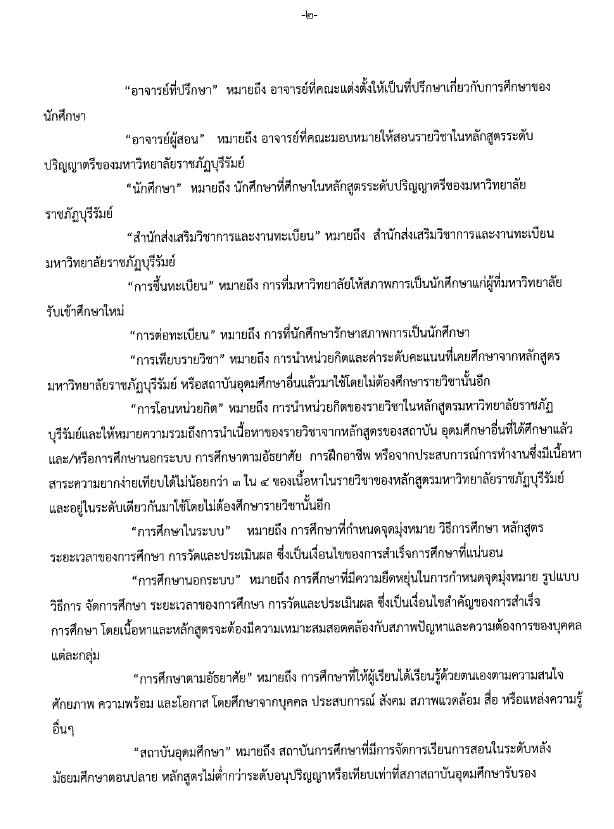 -๒-
“อาจารย์ที่ปรึกษา” หมายถึง อาจารย์ที่คณะแต่งตั้งให้เป็นที่ปรึกษาเกี่ยวกับการศึกษาของ
นักศึกษา
“อาจารย์ผู้สอน” หมายถึง อาจารย์ที่คณะมอบหมายให้สอนรายวิชาในหลักสูตรระดับ
ปริญญาตรีของมหาวิทยาลัยราชภัฏบุรีรัมย์
“นักศึกษา” หมายถึง นักศึกษาที่ศึกษาในหลักสูตรระดับปริญญาตรีของมหาวิทยาลัย
ราชภัฏบุรีรัมย์
“สำนักส่งเสริมวิชาการและงานทะเบียน” หมายถึง สำนักส่งเสริมวิชาการและงานทะเบียน
มหาวิทยาลัยราชภัฏบุรีรัมย์
“การขึ้นทะเบียน” หมายถึง การที่มหาวิทยาลัยให้สภาพการเป็นนักศึกษาแก่ผู้ที่มหาวิทยาลัย
รับเข้าศึกษาใหม่
“การต่อทะเบียน” หมายถึง การที่นักศึกษารักษาสภาพการเป็นนักศึกษา
“การเทียบรายวิชา” หมายถึง การนำหน่วยกิตและค่าระดับคะแนนที่เคยศึกษาจากหลักสูตร
มหาวิทยาลัยราชภัฏบุรีรัมย์ หรือสถาบันอุดมศึกษาอื่นแล้วมาใช้โดยไม่ต้องศึกษารายวิชานั้นอีก
“การโอนหน่วยกิต” หมายถึง การนำหน่วยกิตของรายวิชาในหลักสูตรมหาวิทยาลัยราชภัฏ
บุรีรัมย์และให้หมายความรวมถึงการนำเนื้อหาของรายวิชาจากหลักสูตรของสถาบัน อุดมศึกษาอื่นที่ได้ศึกษาแล้ว
และ/หรือการศึกษานอกระบบ การศึกษาตามอัธยาศัย การฝึกอาชีพ หรือจากประสบการณ์การทำงานซึ่งมีเนื้อหา
สาระความยากง่ายเทียบได้ไม่น้อยกว่า ๓ ใน ๔ ของเนื้อหาในรายวิชาของหลักสูตรมหาวิทยาลัยราชภัฏบุรีรัมย์
และอยู่ในระดับเดียวกันมาใช้โดยไม่ต้องศึกษารายวิชานั้นอีก
“การศึกษาในระบบ” หมายถึง การศึกษาที่กำหนดจุดมุ่งหมาย วิธีการศึกษา หลักสูตร
ระยะเวลาของการศึกษา การวัดและประเมินผล ซึ่งเป็นเงื่อนไขของการสำเร็จการศึกษาที่แน่นอน
“การศึกษานอกระบบ” หมายถึง การศึกษาที่มีความยืดหยุ่นในการกำหนดจุดมุ่งหมาย รูปแบบ
วิธีการ จัดการศึกษา ระยะเวลาของการศึกษา การวัดและประเมินผล ซึ่งเป็นเงื่อนไขสำคัญของการสำเร็จ
การศึกษา โดยเนื้อหาและหลักสูตรจะต้องมีความเหมาะสมสอดคล้องกับสภาพปัญหาและความต้องการของบุคคล
แต่ละกลุ่ม
“การศึกษาตามอัธยาศัย” หมายถึง การศึกษาที่ให้ผู้เรียนได้เรียนรู้ด้วยตนเองตามความสนใจ
ศักยภาพ ความพร้อม และโอกาส โดยศึกษาจากบุคคล ประสบการณ์ สังคม สภาพแวดล้อม สื่อ หรือแหล่งความรู้
อื่นๆ
“สถาบันอุดมศึกษา” หมายถึง สถาบันการศึกษาที่มีการจัดการเรียนการสอนในระดับหลัง
มัธยมศึกษาตอนปลาย หลักสูตรไม่ต่ำกว่าระดับอนุปริญญาหรือเทียบเท่าที่สภาสถาบันอุดมศึกษารับรอง